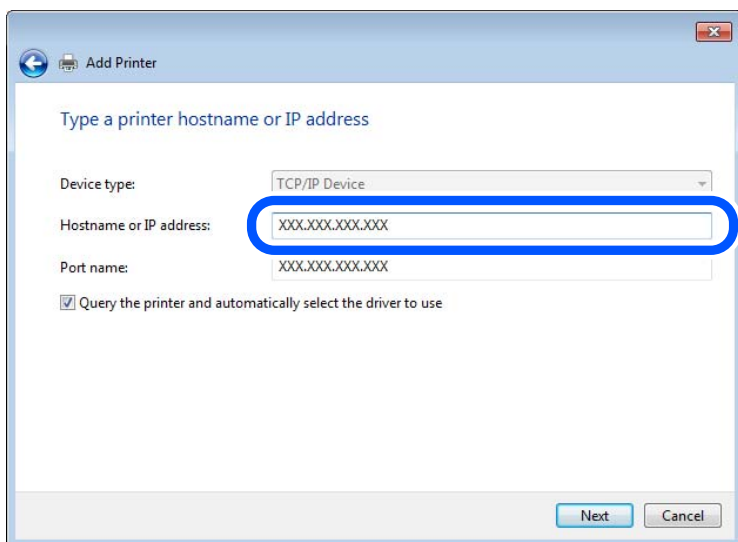 Add Printer
Type a printer hostname or IP address
Device type: TCP/IP Device
Hostname or IP address: XXX.XXX.XXX.XXX
Port name: XXX.XXX.XXX.XXX
Query the printer and automatically select the driver to use
Next Cancel